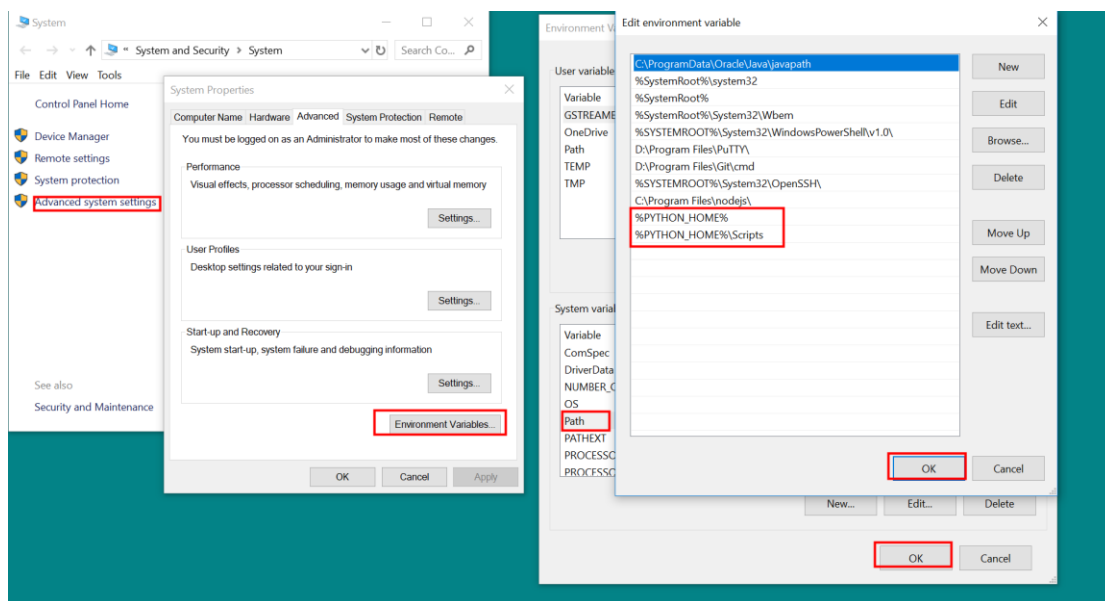 System
System and Security > System
Search Co...
File Edit View Tools
Control Panel Home
Device Manager
Remote settings
System protection
Advanced system settings
See also
Security and Maintenance
System Properties
Computer Name Hardware Advanced System Protection Remote
You must be logged on as an Administrator to make most of these changes.
Performance
Visual effects, processor scheduling, memory usage and virtual memory
Settings...
User Profiles
Desktop settings related to your sign-in
Settings...
Start-up and Recovery
System start-up, system failure and debugging information
Settings...
Environment Variables...
OK Cancel Apply
Environment V
User variable
Variable
GSTREAME
OneDrive
Path
TEMP
TMP
System varial
Variable
ComSpec
DriverData
NUMBER_C
OS
Path
PATHEXT
PROCESSC
PROCESSO
New... Edit... Delete
OK Cancel
Edit environment variable
C:\ProgramData\Oracle\Java\javapath
%SystemRoot%\system32
%SystemRoot%
%SystemRoot%\System32\Wbem
%SYSTEMROOT%\System32\WindowsPowerShell\v1.0\
D:\Program Files\PuTTY\
D:\Program Files\Git\cmd
%SYSTEMROOT%\System32\OpenSSH\
C:\Program Files\nodejs\
%PYTHON_HOME%
%PYTHON_HOME%\Scripts
New
Edit
Browse...
Delete
Move Up
Move Down
Edit text...
OK Cancel